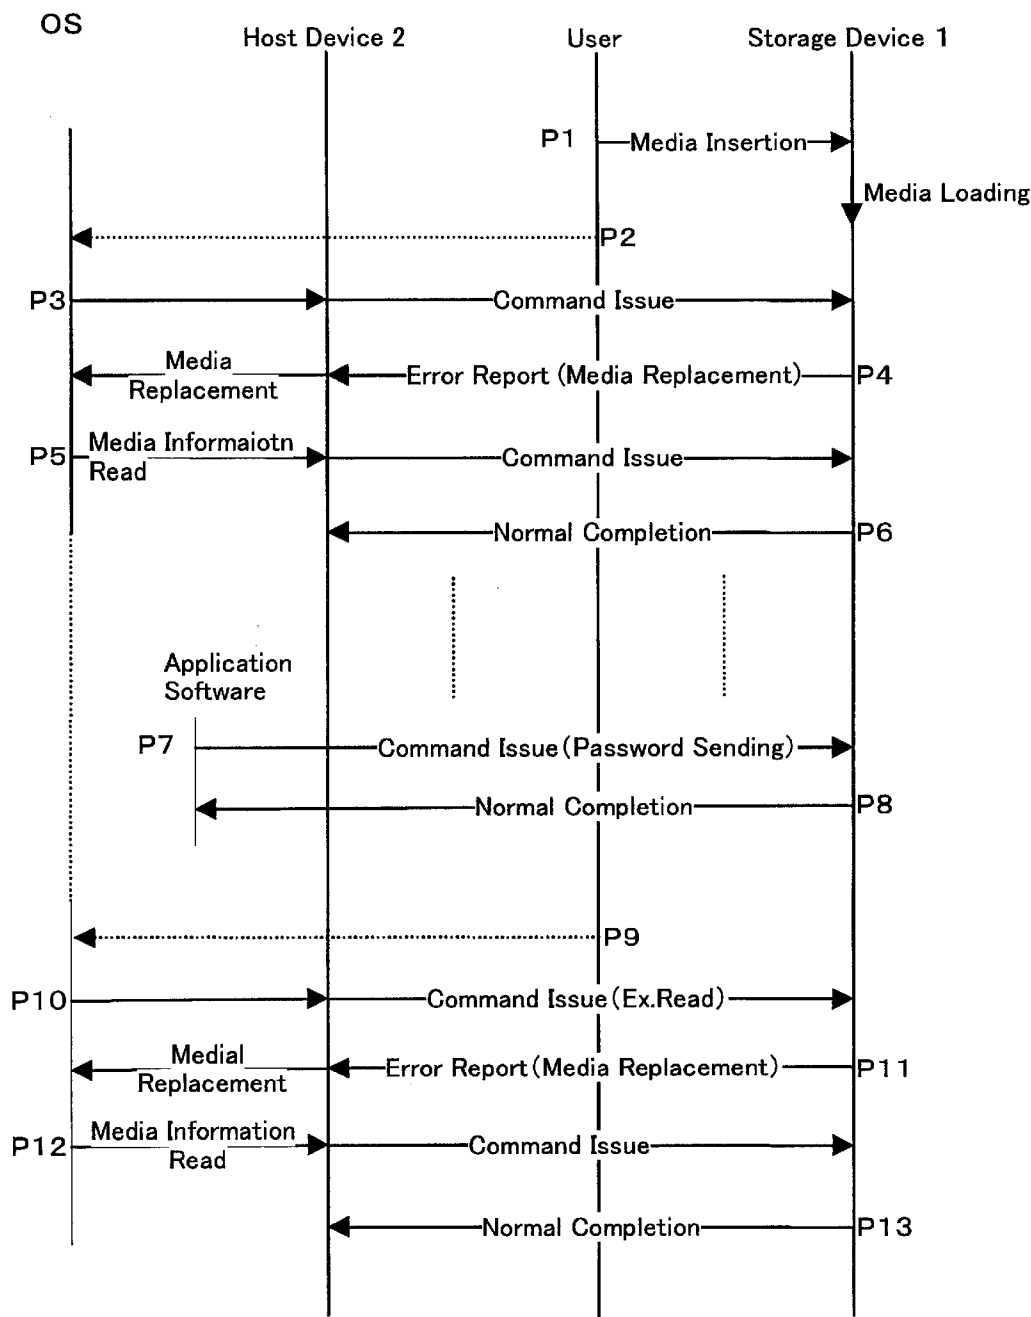 OS
Host Device 2
User
Storage Device 1
P1
Media Insertion
Media Loading
P2
P3
Command Issue
Media
Replacement
Error Report (Media Replacement)
P4
P5
Media Informaiotn
Read
Command Issue
Normal Completion
P6
Application
Software
P7
Command Issue (Password Sending)
Normal Completion
P8
P9
P10
Command Issue (Ex.Read)
Medial
Replacement
Error Report (Media Replacement)
P11
P12
Media Information
Read
Command Issue
Normal Completion
P13